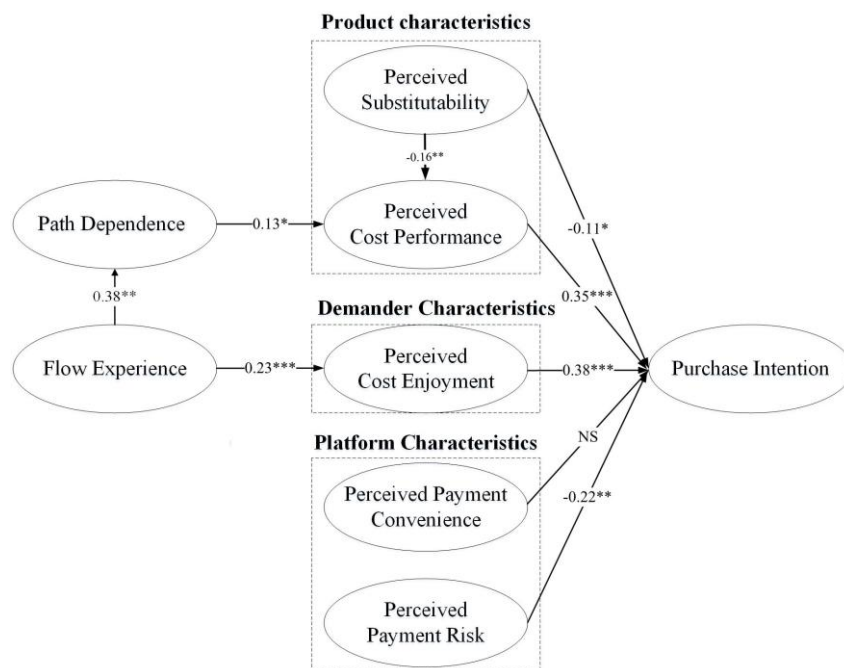 Product characteristics
Perceived
Substitutability
-0.16**
Path Dependence
0.13*
Perceived
Cost Performance
-0.11*
0.38**
0.35***
Demander Characteristics
Flow Experience
0.23***
Perceived
Cost Enjoyment
0.38***
Purchase Intention
Platform Characteristics
NS
Perceived Payment
Convenience
-0.22**
Perceived
Payment Risk